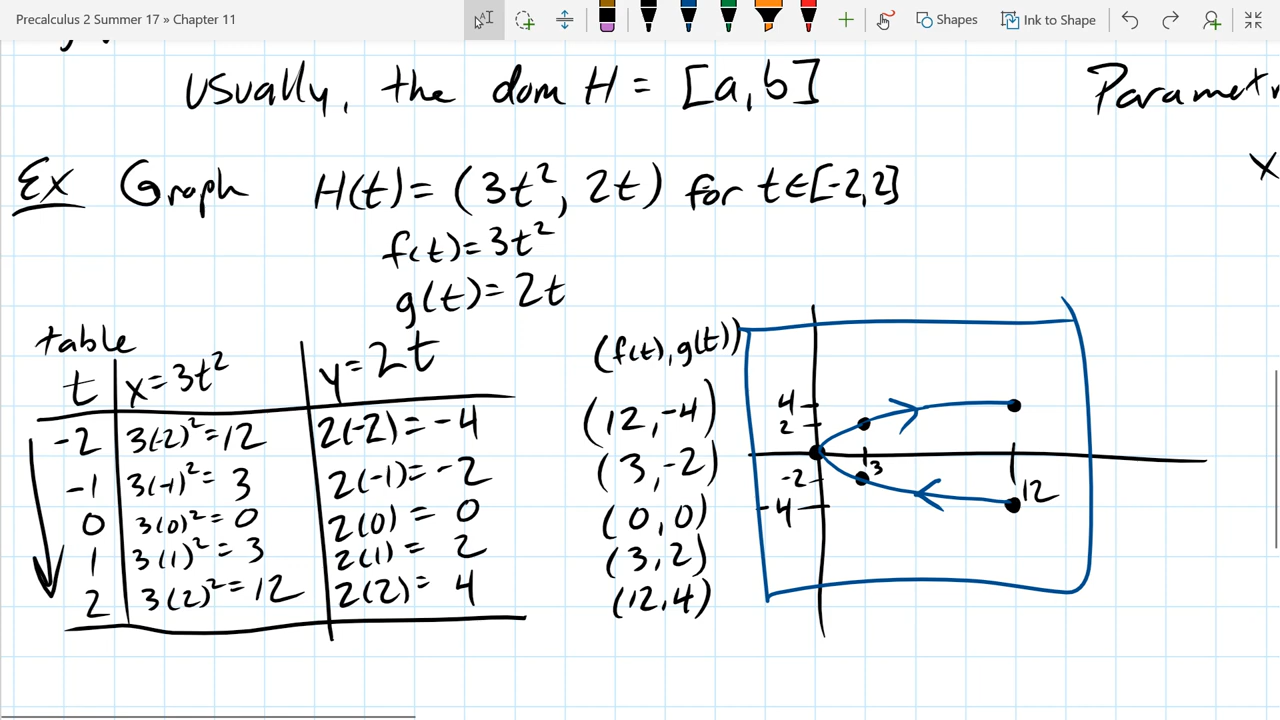 Precalculus 2 Summer 17 » Chapter 11
Shapes
Ink to Shape
usually, the dom H = [a,b]
Parametr
x
Ex Graph H(t) = (3t², 2t) for t∈[-2,2]
f(t) = 3t²
g(t) = 2t
table
t x = 3t² y = 2t (f(t), g(t))
-2 3(-2)² = 12 2(-2) = -4 (12, -4)
-1 3(-1)² = 3 2(-1) = -2 (3, -2)
0 3(0)² = 0 2(0) = 0 (0, 0)
1 3(1)² = 3 2(1) = 2 (3, 2)
2 3(2)² = 12 2(2) = 4 (12, 4)
4
2
-2
-4
3
12